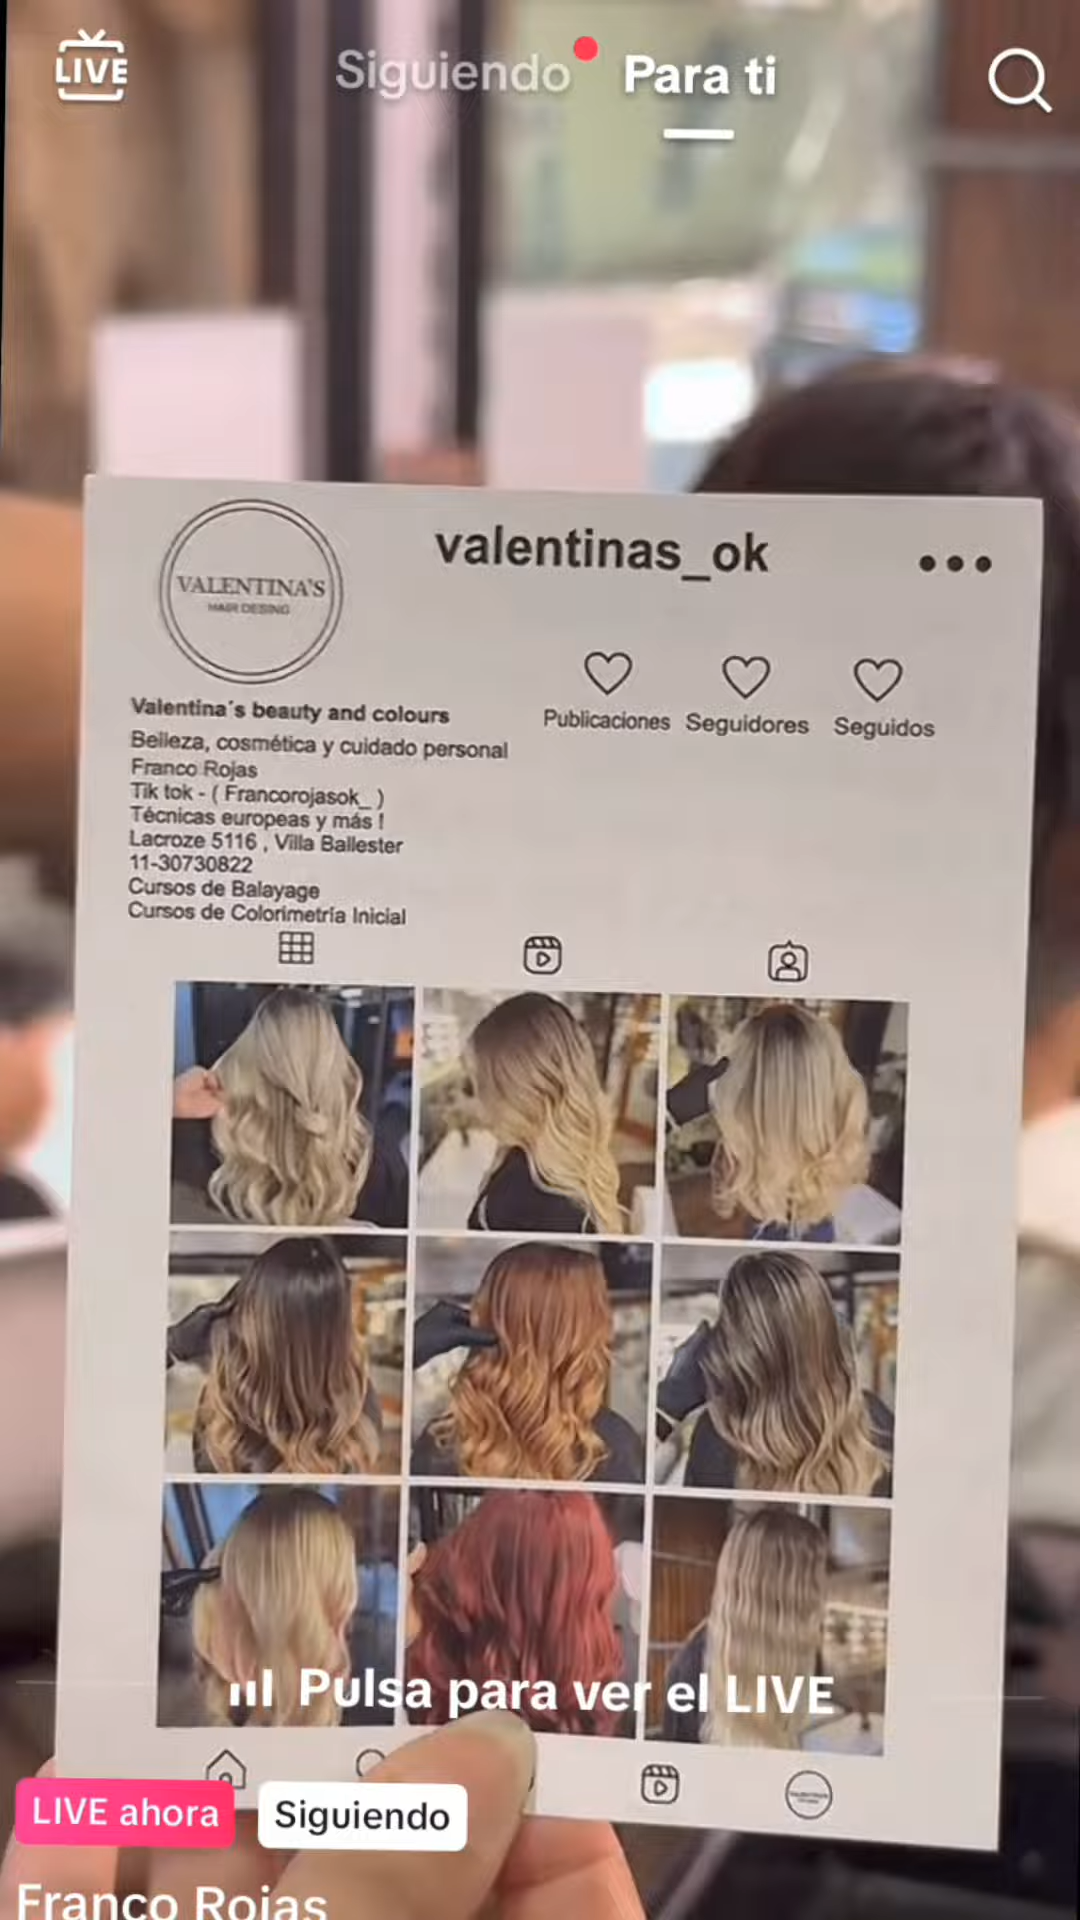 LIVE
Siguiendo
Para ti
valentinas_ok
VALENTINA'S
HAIR DESING
Publicaciones
Seguidores
Seguidos
Valentina´s beauty and colours
Belleza, cosmética y cuidado personal
Franco Rojas
Tik tok - ( Francorojasok_ )
Técnicas europeas y más !
Lacroze 5116 , Villa Ballester
11-30730822
Cursos de Balayage
Cursos de Colorimetría Inicial
Pulsa para ver el LIVE
LIVE ahora
Siguiendo
Franco Rojas